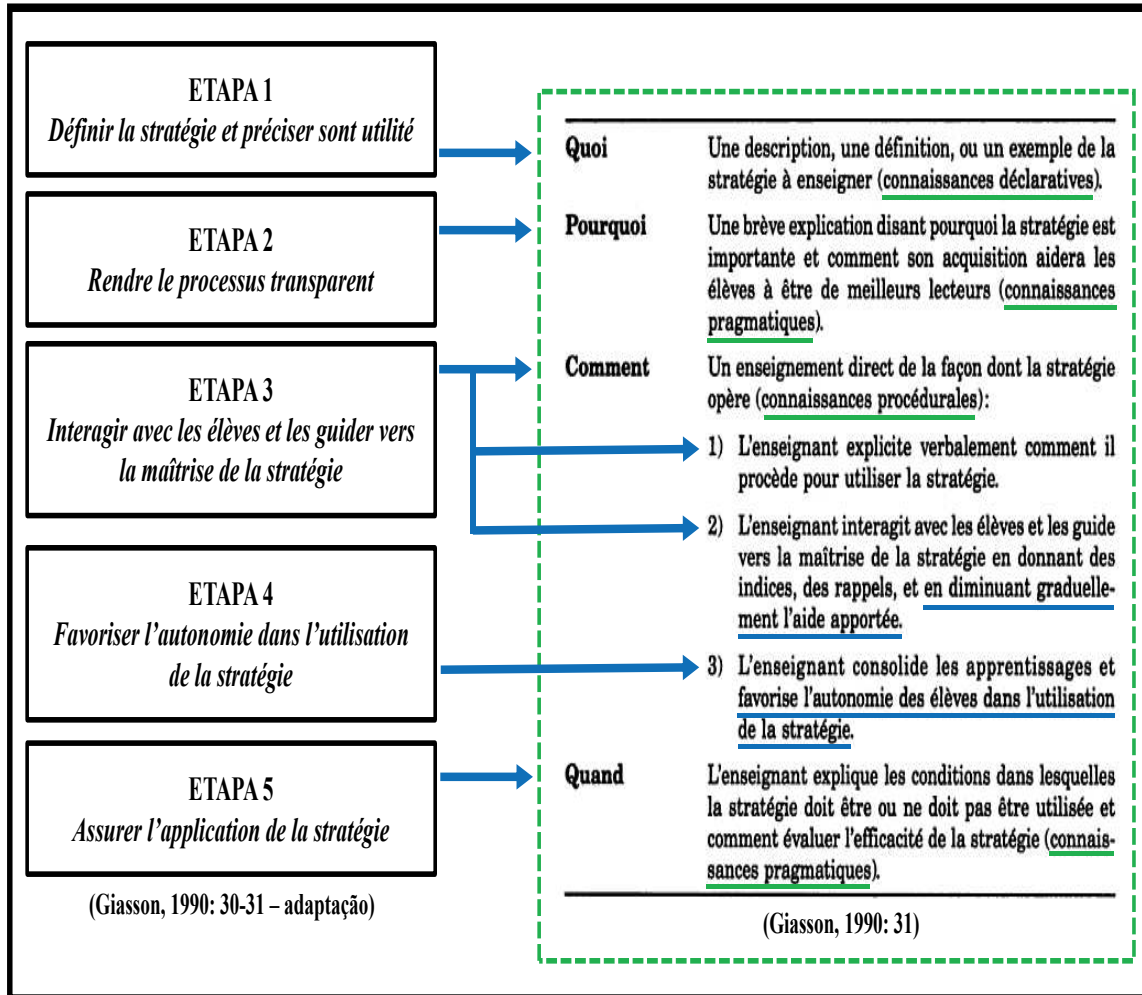 ETAPA 1
Définir la stratégie et préciser sont utilité
ETAPA 2
Rendre le processus transparent
ETAPA 3
Interagir avec les élèves et les guider vers
la maîtrise de la stratégie
ETAPA 4
Favoriser l’autonomie dans l’utilisation
de la stratégie
ETAPA 5
Assurer l’application de la stratégie
(Giasson, 1990: 30-31 – adaptação)
Quoi Une description, une définition, ou un exemple de la
stratégie à enseigner (connaissances déclaratives).
Pourquoi Une brève explication disant pourquoi la stratégie est
importante et comment son acquisition aidera les
élèves à être de meilleurs lecteurs (connaissances
pragmatiques).
Comment Un enseignement direct de la façon dont la stratégie
opère (connaissances procédurales):
1) L’enseignant explicite verbalement comment il
procède pour utiliser la stratégie.
2) L’enseignant interagit avec les élèves et les guide
vers la maîtrise de la stratégie en donnant des
indices, des rappels, et en diminuant graduelle-
ment l’aide apportée.
3) L’enseignant consolide les apprentissages et
favorise l’autonomie des élèves dans l’utilisation
de la stratégie.
Quand L’enseignant explique les conditions dans lesquelles
la stratégie doit être ou ne doit pas être utilisée et
comment évaluer l’efficacité de la stratégie (connais-
sances pragmatiques).
(Giasson, 1990: 31)